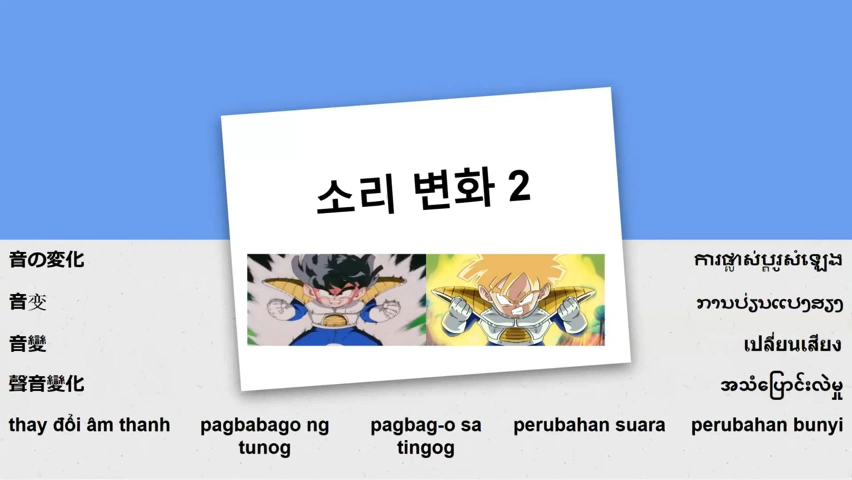 소리 변화 2
音の変化
音变
音變
聲音變化
ការផ្លាស់ប្តូរសំឡេង
ການປ່ຽນແປງສຽງ
เปลี่ยนเสียง
အသံပြောင်းလဲမှု
thay đổi âm thanh
pagbabago ng
tunog
pagbag-o sa
tingog
perubahan suara
perubahan bunyi